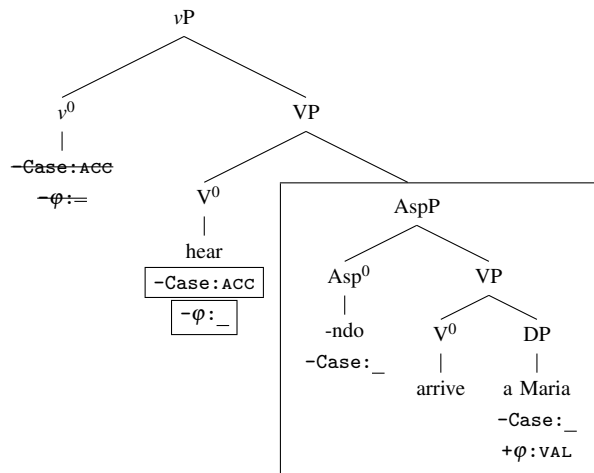 vP
v⁰ VP
-Case:ACC
-φ:=
V⁰ AspP
hear
-Case:ACC
-φ:_
Asp⁰ VP
-ndo
-Case:_
V⁰ DP
arrive a Maria
-Case:_
+φ:VAL